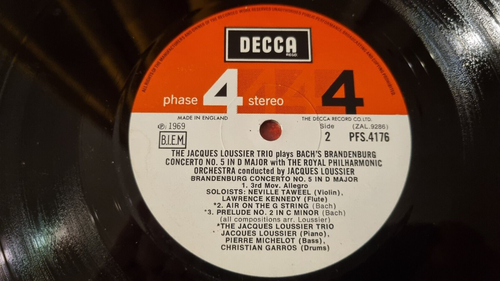 DECCA
phase 4 stereo 4
MADE IN ENGLAND
THE DECCA RECORD CO. LTD.
℗ 1969
Side
(ZAL.9286)
B.I.E.M.
2
PFS.4176
THE JACQUES LOUSSIER TRIO plays BACH'S BRANDENBURG
CONCERTO NO. 5 IN D MAJOR with THE ROYAL PHILHARMONIC
ORCHESTRA conducted by JACQUES LOUSSIER
BRANDENBURG CONCERTO NO. 5 IN D MAJOR
1. 3rd Mov. Allegro
SOLOISTS: NEVILLE TAWEEL (Violin),
LAWRENCE KENNEDY (Flute)
*2. AIR ON THE G STRING (Bach)
*3. PRELUDE NO. 2 IN C MINOR (Bach)
(all compositions arr. Loussier)
*THE JACQUES LOUSSIER TRIO
JACQUES LOUSSIER (Piano),
PIERRE MICHELOT (Bass),
CHRISTIAN GARROS (Drums)